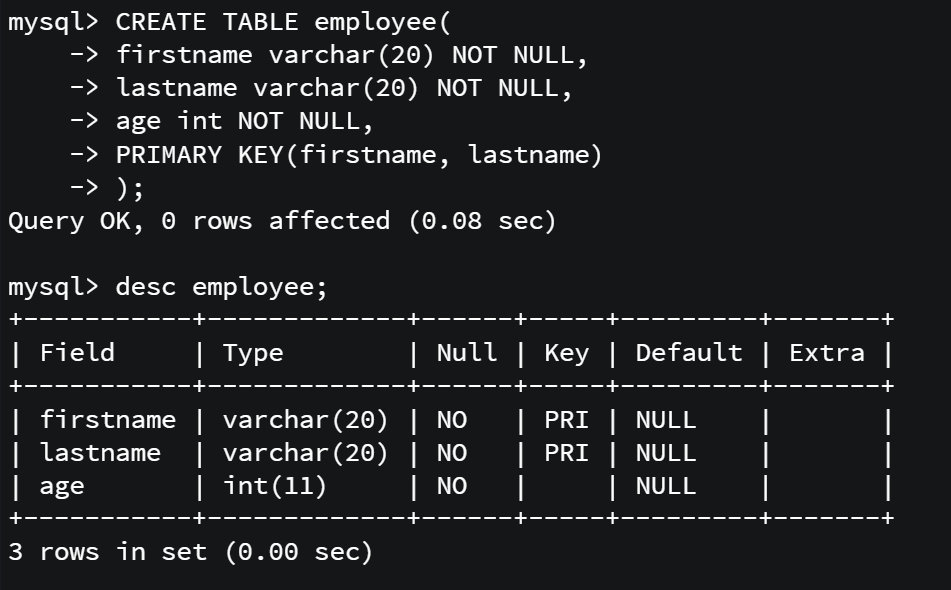 mysql> CREATE TABLE employee(
    -> firstname varchar(20) NOT NULL,
    -> lastname varchar(20) NOT NULL,
    -> age int NOT NULL,
    -> PRIMARY KEY(firstname, lastname)
    -> );
Query OK, 0 rows affected (0.08 sec)

mysql> desc employee;
+-----------+-------------+------+-----+---------+-------+
| Field     | Type        | Null | Key | Default | Extra |
+-----------+-------------+------+-----+---------+-------+
| firstname | varchar(20) | NO   | PRI | NULL    |       |
| lastname  | varchar(20) | NO   | PRI | NULL    |       |
| age       | int(11)     | NO   |     | NULL    |       |
+-----------+-------------+------+-----+---------+-------+
3 rows in set (0.00 sec)